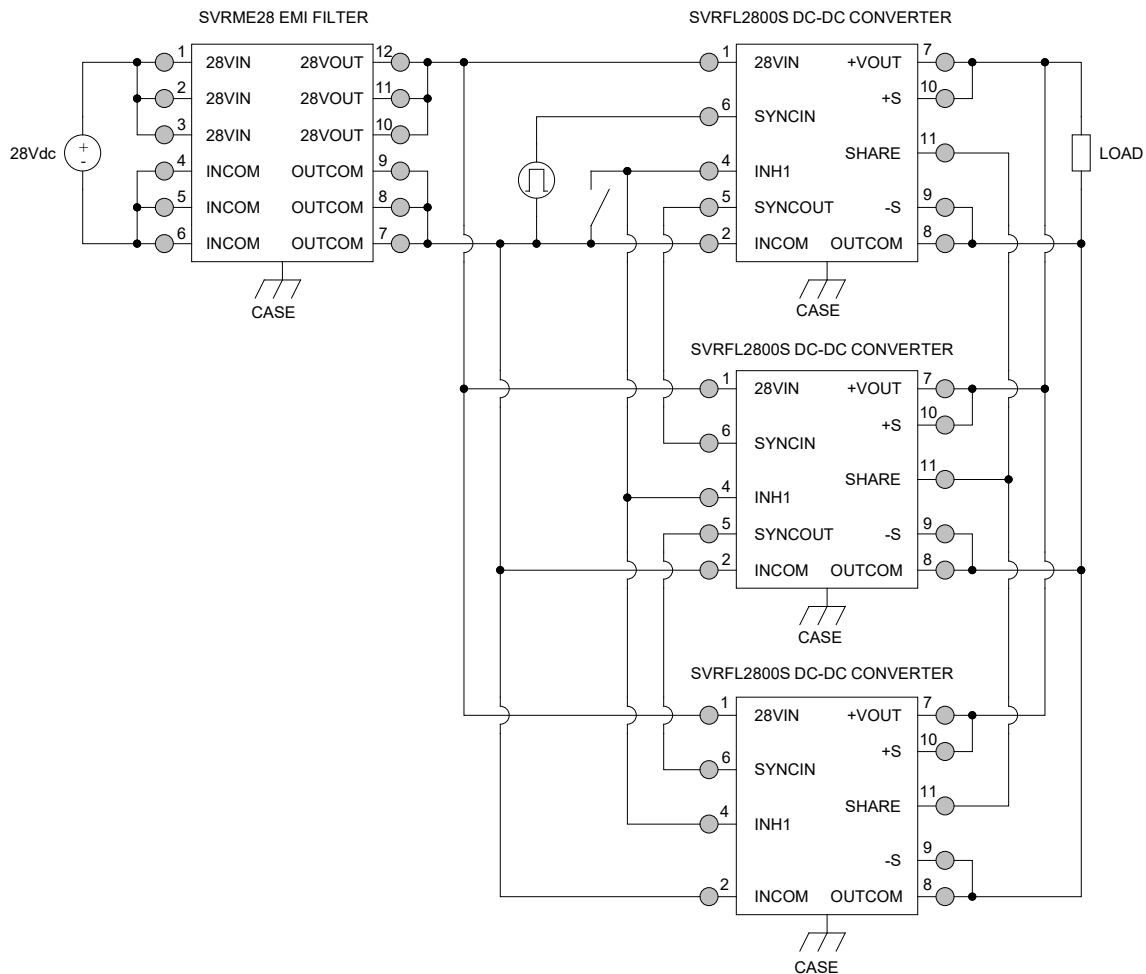 SVRME28 EMI FILTER
SVRFL2800S DC-DC CONVERTER
1 28VIN 28VOUT 12
2 28VIN 28VOUT 11
3 28VIN 28VOUT 10
4 INCOM OUTCOM 9
5 INCOM OUTCOM 8
6 INCOM OUTCOM 7
28Vdc
+
-
CASE
1 28VIN +VOUT 7
+S 10
6 SYNCIN
SHARE 11
4 INH1
5 SYNCOUT -S 9
2 INCOM OUTCOM 8
LOAD
CASE
SVRFL2800S DC-DC CONVERTER
1 28VIN +VOUT 7
+S 10
6 SYNCIN
SHARE 11
4 INH1
5 SYNCOUT -S 9
2 INCOM OUTCOM 8
CASE
SVRFL2800S DC-DC CONVERTER
1 28VIN +VOUT 7
+S 10
6 SYNCIN
SHARE 11
4 INH1
-S 9
2 INCOM OUTCOM 8
CASE